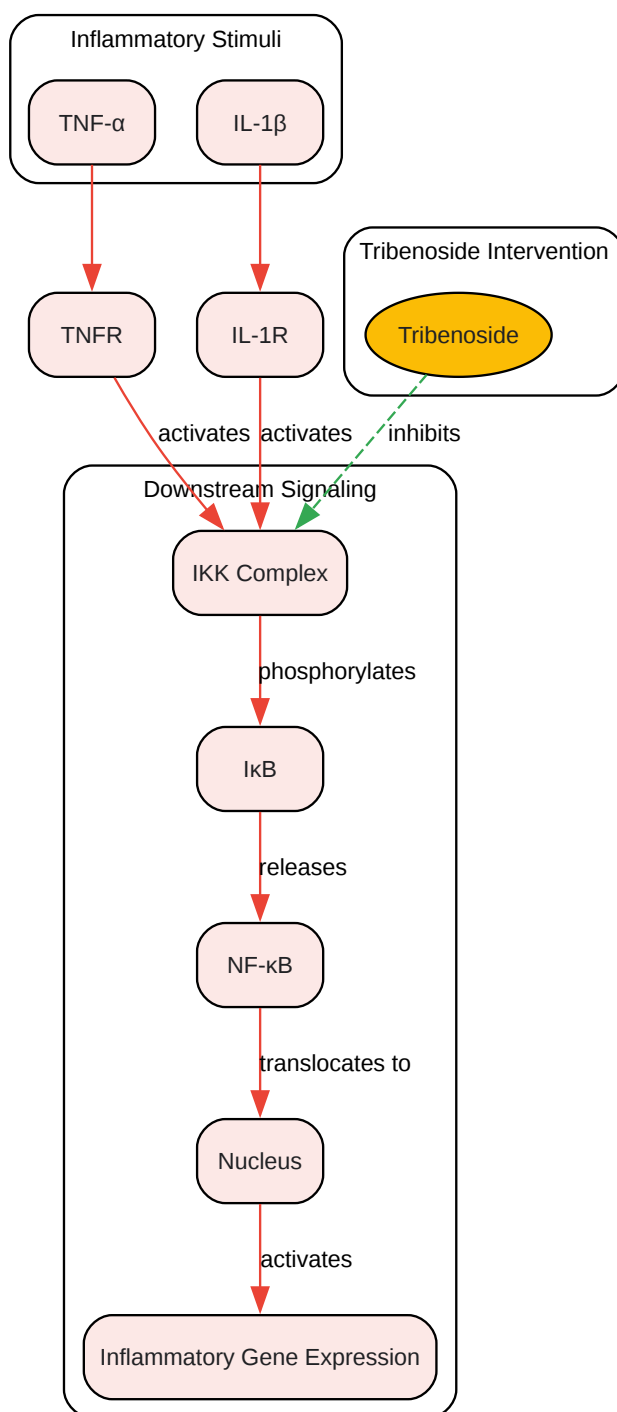 Inflammatory Stimuli
TNF-α
IL-1β
Tribenoside Intervention
TNFR
IL-1R
Tribenoside
activates
activates
inhibits
Downstream Signaling
IKK Complex
phosphorylates
IκB
releases
NF-κB
translocates to
Nucleus
activates
Inflammatory Gene Expression